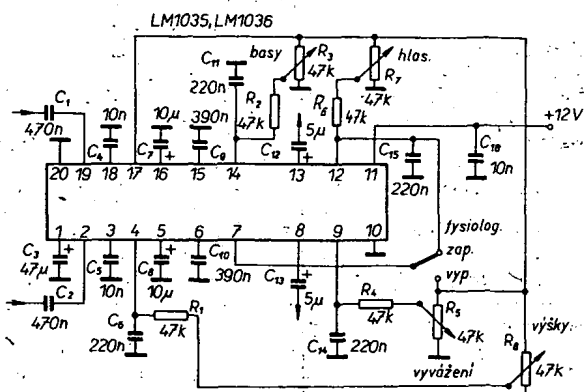 LM1035, LM1036
C11
220n
basy
R3
47k
hlas.
R7
47k
R2
47k
R6
47k
+12V
C1
470n
10n
C4
10µ
C7
+
390n
C9
5µ
C12
+
C15
220n
C16
10n
20 19 18 17 16 15 14 13 12 11
1 2 3 4 5 6 7 8 9 10
C3
47µ
+
C5
10n
C8
10µ
+
C10
390n
C13
+
5µ
fysiolog.
zap.
vyp.
C2
470n
C6
220n
R1
47k
R4
47k
R5
47k
C14
220n
vyvážení
výšky
R8
47k